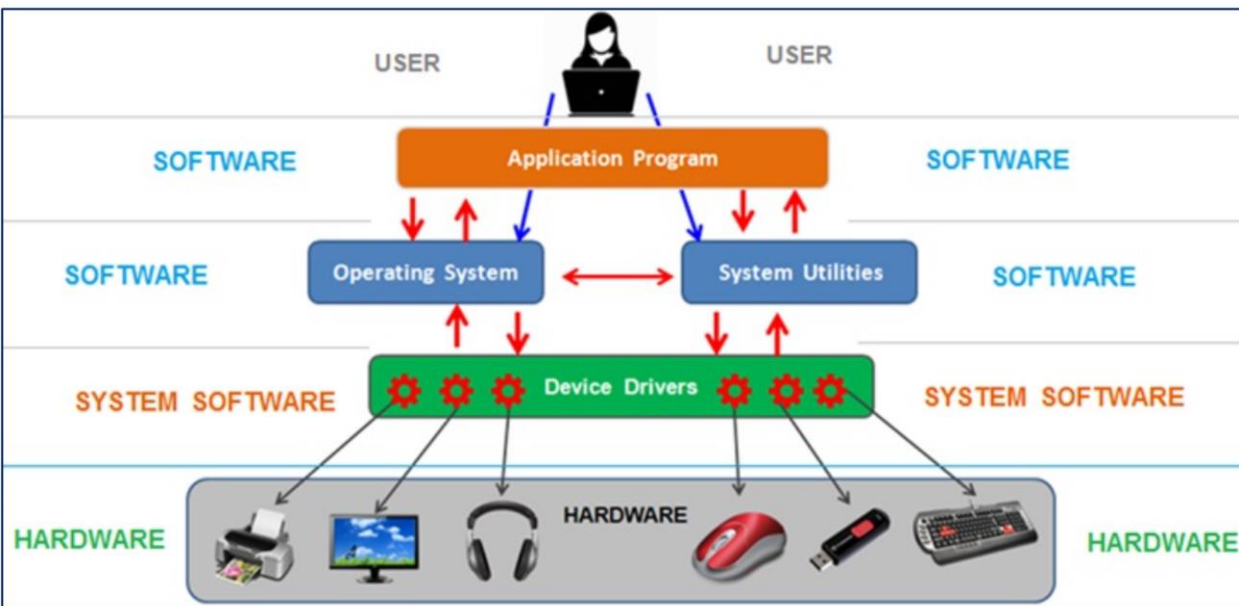 USER
USER
SOFTWARE
Application Program
SOFTWARE
SOFTWARE
Operating System
System Utilities
SOFTWARE
SYSTEM SOFTWARE
Device Drivers
SYSTEM SOFTWARE
HARDWARE
HARDWARE
HARDWARE